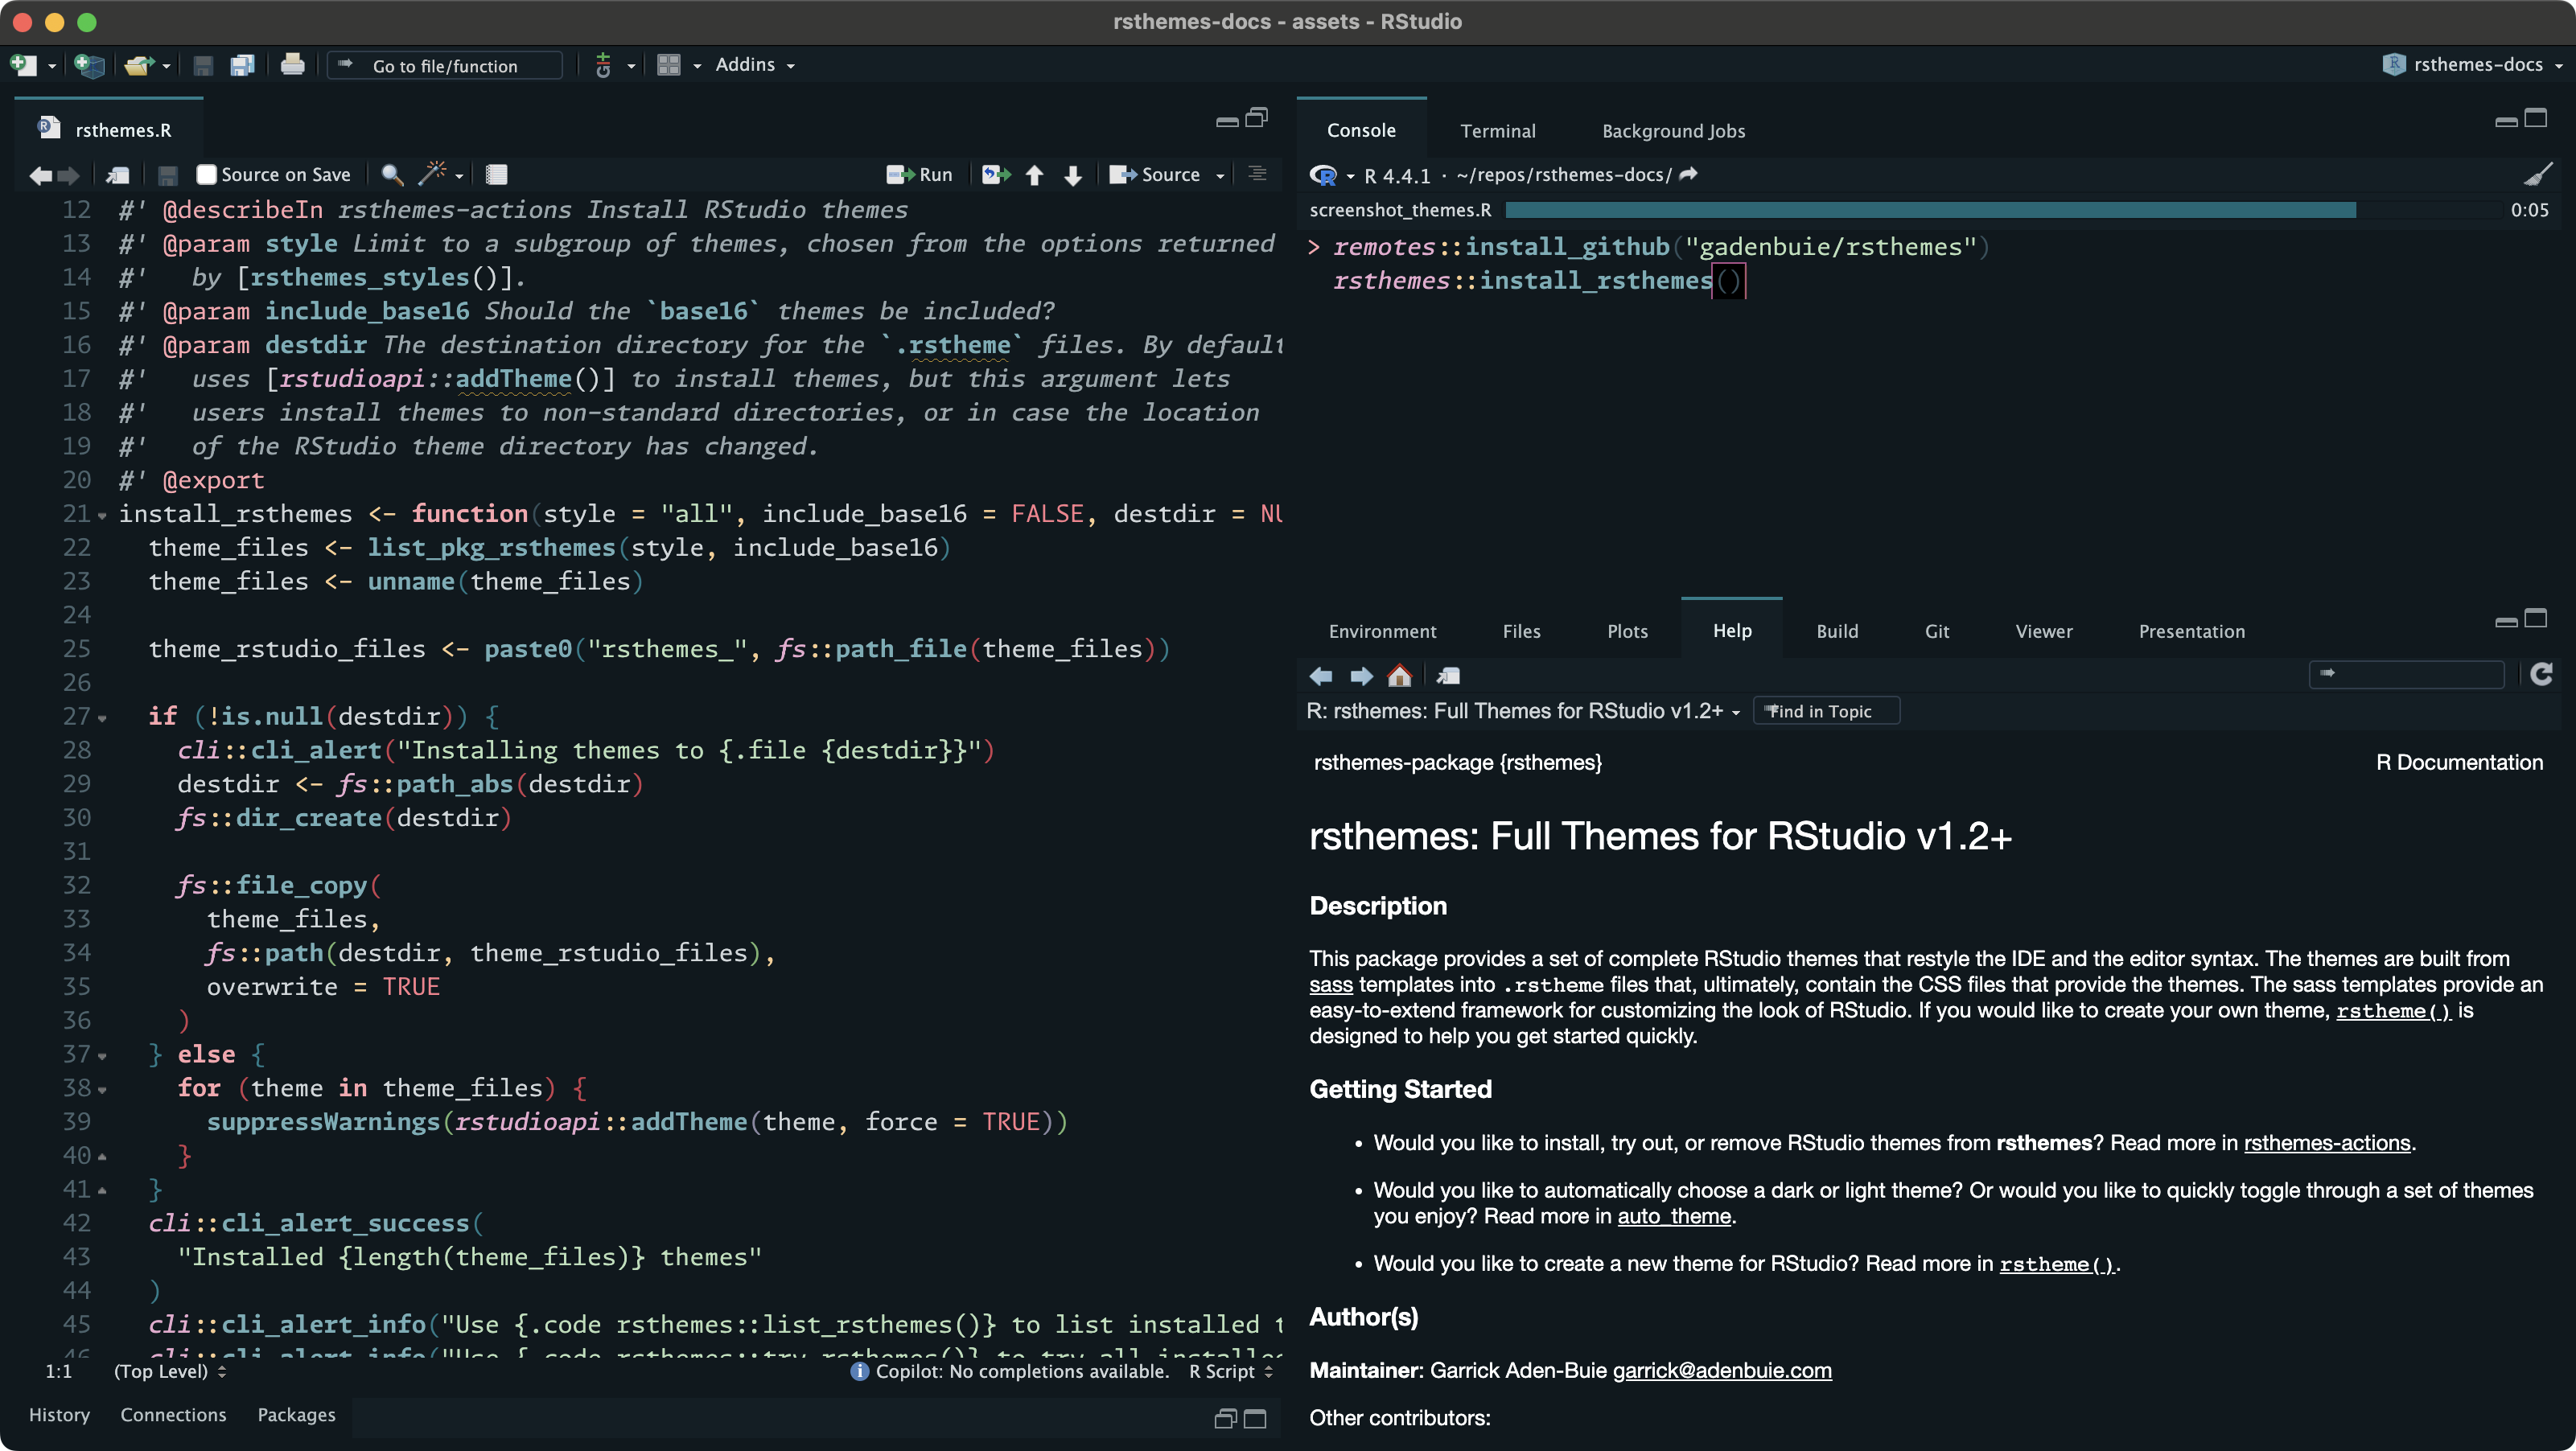 rsthemes-docs - assets - RStudio
Go to file/function
Addins
rsthemes-docs
rsthemes.R
Source on Save
Run
Source
12 #' @describeIn rsthemes-actions Install RStudio themes
13 #' @param style Limit to a subgroup of themes, chosen from the options returned
14 #'   by [rsthemes_styles()].
15 #' @param include_base16 Should the `base16` themes be included?
16 #' @param destdir The destination directory for the `.rstheme` files. By default
17 #'   uses [rstudioapi::addTheme()] to install themes, but this argument lets
18 #'   users install themes to non-standard directories, or in case the location
19 #'   of the RStudio theme directory has changed.
20 #' @export
21 install_rsthemes <- function(style = "all", include_base16 = FALSE, destdir = NU
22   theme_files <- list_pkg_rsthemes(style, include_base16)
23   theme_files <- unname(theme_files)
24
25   theme_rstudio_files <- paste0("rsthemes_", fs::path_file(theme_files))
26
27   if (!is.null(destdir)) {
28     cli::cli_alert("Installing themes to {.file {destdir}}")
29     destdir <- fs::path_abs(destdir)
30     fs::dir_create(destdir)
31
32     fs::file_copy(
33       theme_files,
34       fs::path(destdir, theme_rstudio_files),
35       overwrite = TRUE
36     )
37   } else {
38     for (theme in theme_files) {
39       suppressWarnings(rstudioapi::addTheme(theme, force = TRUE))
40     }
41   }
42   cli::cli_alert_success(
43     "Installed {length(theme_files)} themes"
44   )
45   cli::cli_alert_info("Use {.code rsthemes::list_rsthemes()} to list installed t
46   cli::cli_alert_info("Use {.code rsthemes::try_rsthemes()} to try all installed
1:1
(Top Level)
Copilot: No completions available.
R Script
History
Connections
Packages
Console
Terminal
Background Jobs
R 4.4.1 · ~/repos/rsthemes-docs/
screenshot_themes.R
0:05
> remotes::install_github("gadenbuie/rsthemes")
rsthemes::install_rsthemes()
Environment
Files
Plots
Help
Build
Git
Viewer
Presentation
R: rsthemes: Full Themes for RStudio v1.2+
Find in Topic
rsthemes-package {rsthemes}
R Documentation
rsthemes: Full Themes for RStudio v1.2+
Description
This package provides a set of complete RStudio themes that restyle the IDE and the editor syntax. The themes are built from
sass templates into .rstheme files that, ultimately, contain the CSS files that provide the themes. The sass templates provide an
easy-to-extend framework for customizing the look of RStudio. If you would like to create your own theme, rstheme() is
designed to help you get started quickly.
Getting Started
• Would you like to install, try out, or remove RStudio themes from rsthemes? Read more in rsthemes-actions.
• Would you like to automatically choose a dark or light theme? Or would you like to quickly toggle through a set of themes
you enjoy? Read more in auto_theme.
• Would you like to create a new theme for RStudio? Read more in rstheme().
Author(s)
Maintainer: Garrick Aden-Buie garrick@adenbuie.com
Other contributors: